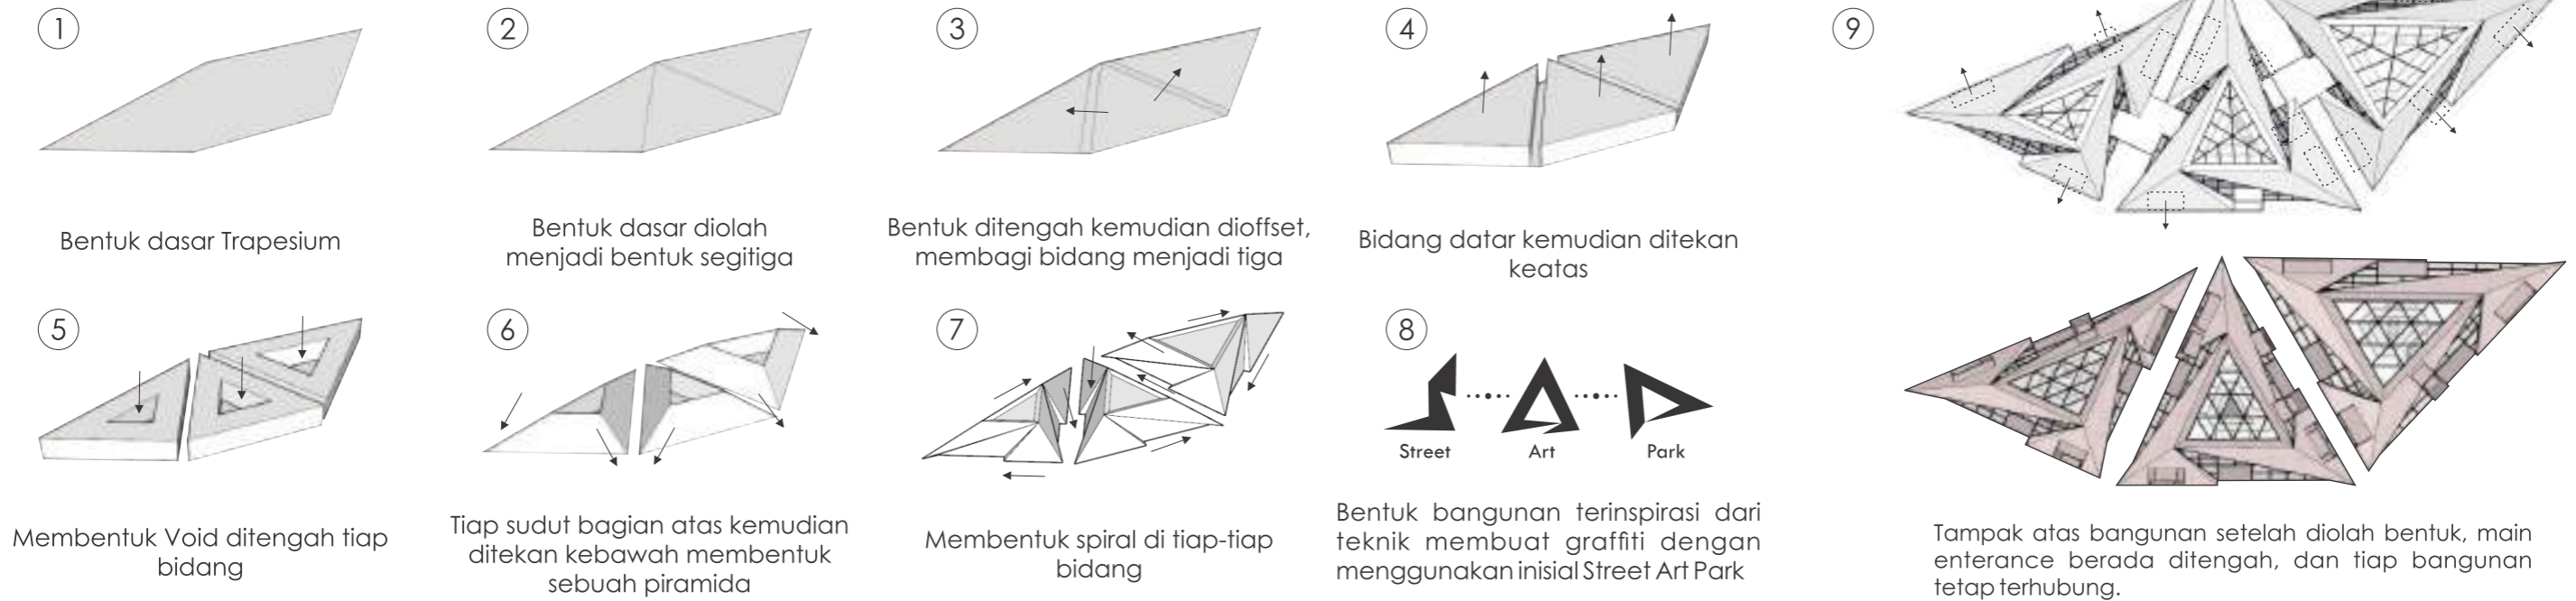 1
Bentuk dasar Trapesium
2
Bentuk dasar diolah
menjadi bentuk segitiga
3
Bentuk ditengah kemudian dioffset,
membagi bidang menjadi tiga
4
Bidang datar kemudian ditekan
keatas
5
Membentuk Void ditengah tiap
bidang
6
Tiap sudut bagian atas kemudian
ditekan kebawah membentuk
sebuah piramida
7
Membentuk spiral di tiap-tiap
bidang
8
Street Art Park
Bentuk bangunan terinspirasi dari
teknik membuat graffiti dengan
menggunakan inisial Street Art Park
9
Tampak atas bangunan setelah diolah bentuk, main
enterance berada ditengah, dan tiap bangunan
tetap terhubung.